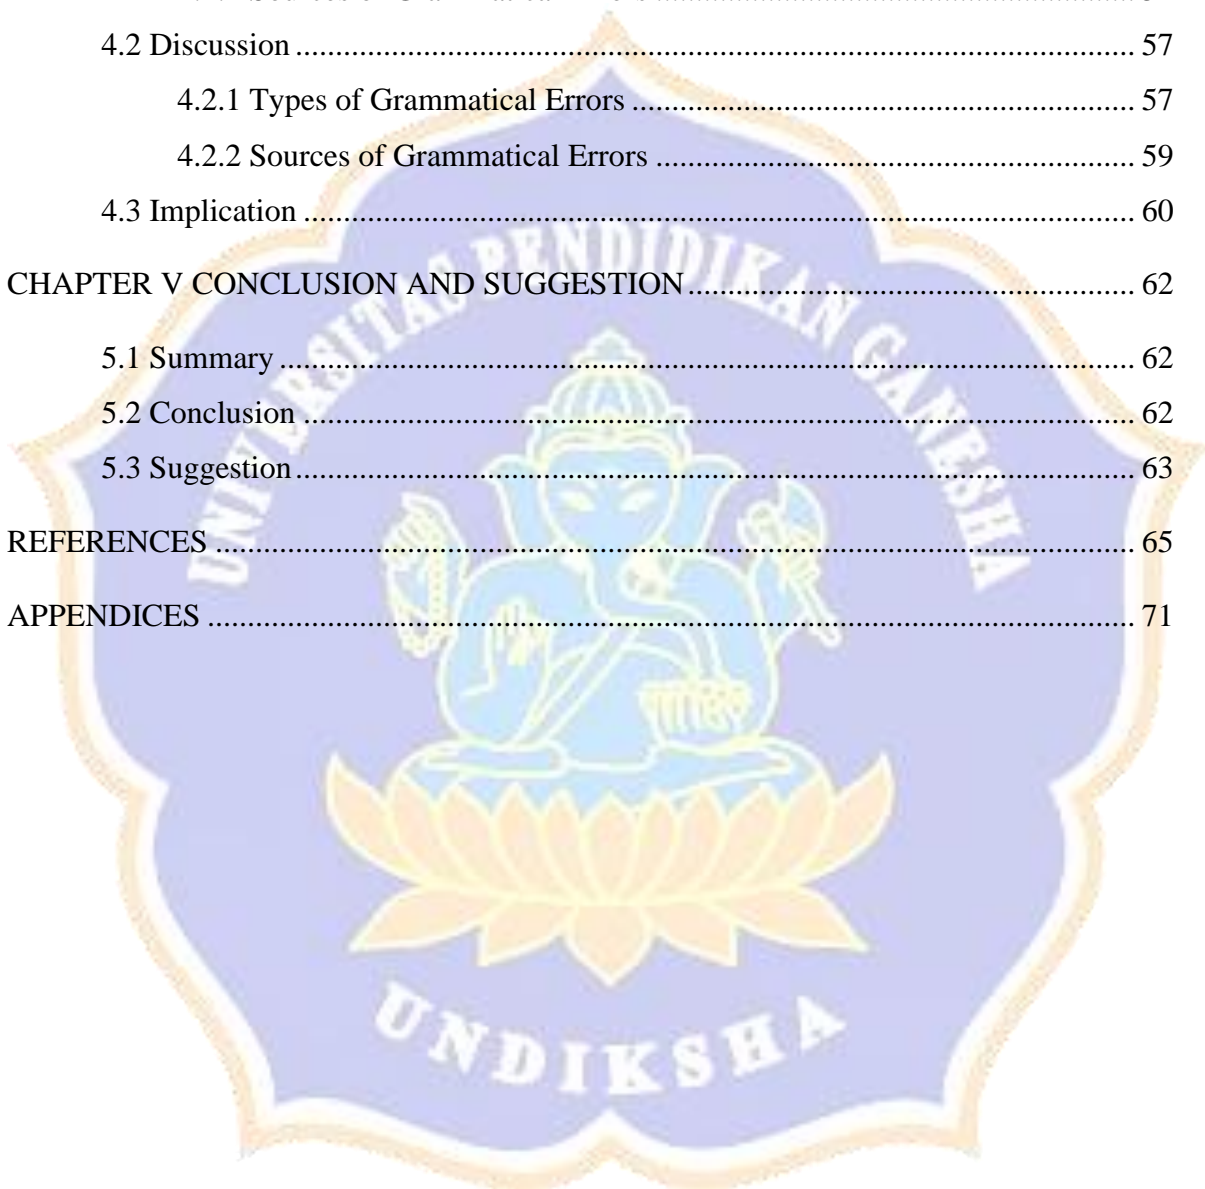 4.2 Discussion ........................................ 57
4.2.1 Types of Grammatical Errors ........................................ 57
4.2.2 Sources of Grammatical Errors ........................................ 59
4.3 Implication ........................................ 60
CHAPTER V CONCLUSION AND SUGGESTION ........................................ 62
5.1 Summary ........................................ 62
5.2 Conclusion ........................................ 62
5.3 Suggestion ........................................ 63
REFERENCES ........................................ 65
APPENDICES ........................................ 71
UNIVERSITAS PENDIDIKAN GANESHA
UNDIKSHA